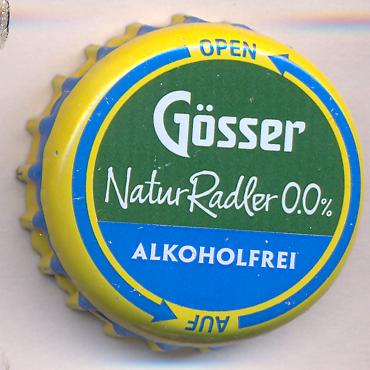 OPEN
Gösser
NaturRadler 0.0%
ALKOHOLFREI
AUF